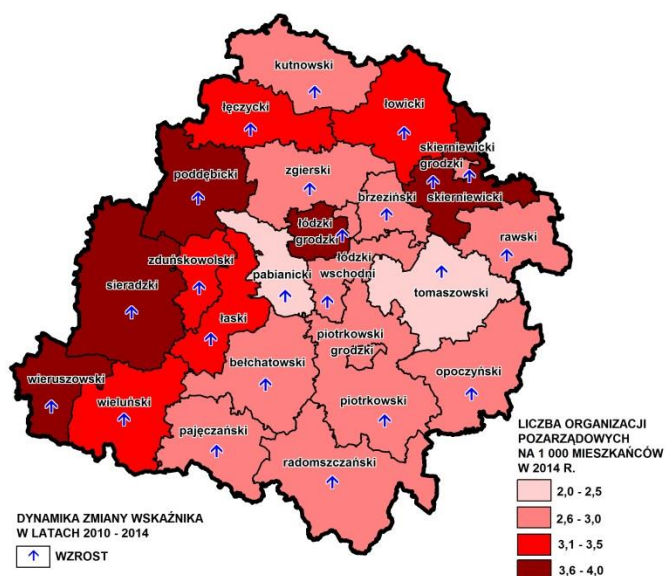 kutnowski
łęczycki
łowicki
skierniewicki
grodzki
skierniewicki
poddębicki
zgierski
brzeziński
łódzki
grodzki
rawski
zduńskowolski
pabianicki
łódzki
wschodni
sieradzki
tomaszowski
łaski
piotrkowski
grodzki
bełchatowski
opoczyński
wieruszowski
wieluński
piotrkowski
pajęczański
radomszczański
LICZBA ORGANIZACJI
POZARZĄDOWYCH
NA 1 000 MIESZKAŃCÓW
W 2014 R.
2,0 - 2,5
2,6 - 3,0
3,1 - 3,5
3,6 - 4,0
DYNAMIKA ZMIANY WSKAŹNIKA
W LATACH 2010 - 2014
WZROST